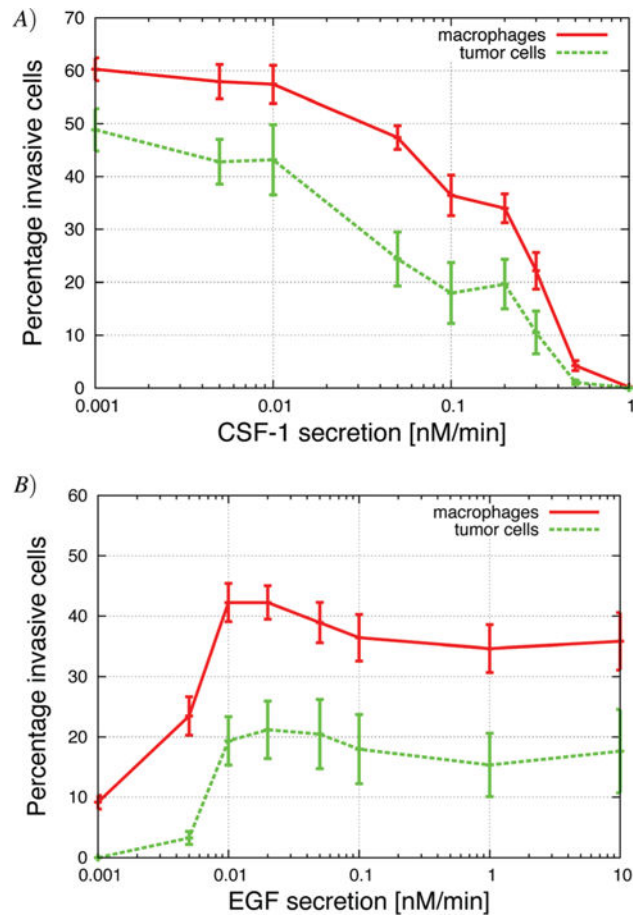 A)
70
60
50
40
30
20
10
0
Percentage invasive cells
macrophages
tumor cells
0.001 0.01 0.1 1
CSF-1 secretion [nM/min]
B)
60
50
40
30
20
10
0
Percentage invasive cells
macrophages
tumor cells
0.001 0.01 0.1 1 10
EGF secretion [nM/min]